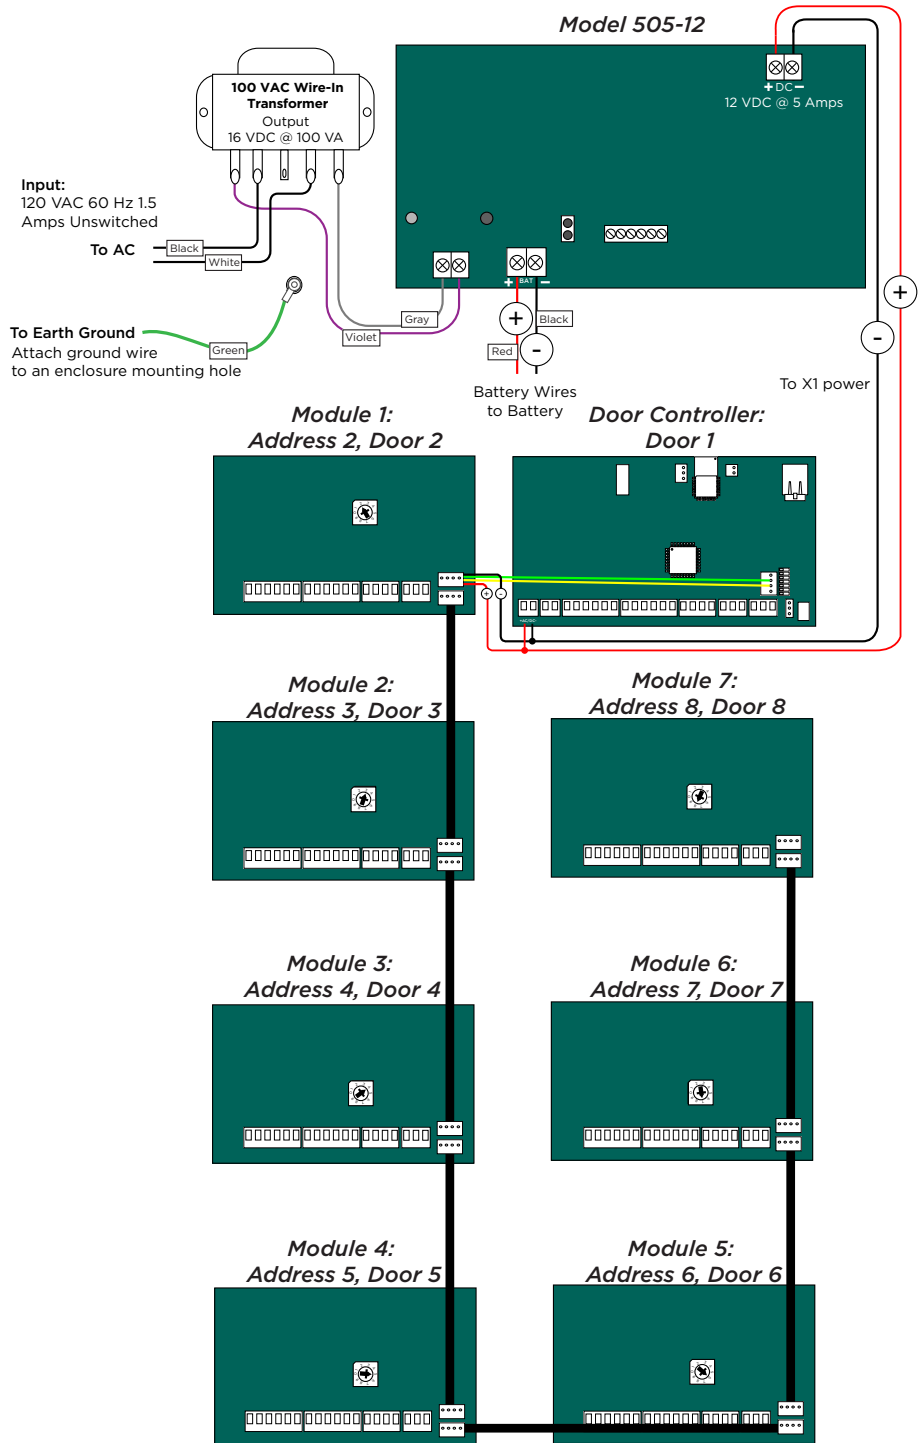 Model 505-12
100 VAC Wire-In
Transformer
Output
16 VDC @ 100 VA
+ DC −
12 VDC @ 5 Amps
Input:
120 VAC 60 Hz 1.5
Amps Unswitched
To AC
Black
White
To Earth Ground
Attach ground wire
to an enclosure mounting hole
Green
Gray
Violet
+ BAT −
+
Black
Red
-
Battery Wires
to Battery
+
-
To X1 power
Module 1:
Address 2, Door 2
Door Controller:
Door 1
+
-
Module 2:
Address 3, Door 3
Module 7:
Address 8, Door 8
Module 3:
Address 4, Door 4
Module 6:
Address 7, Door 7
Module 4:
Address 5, Door 5
Module 5:
Address 6, Door 6